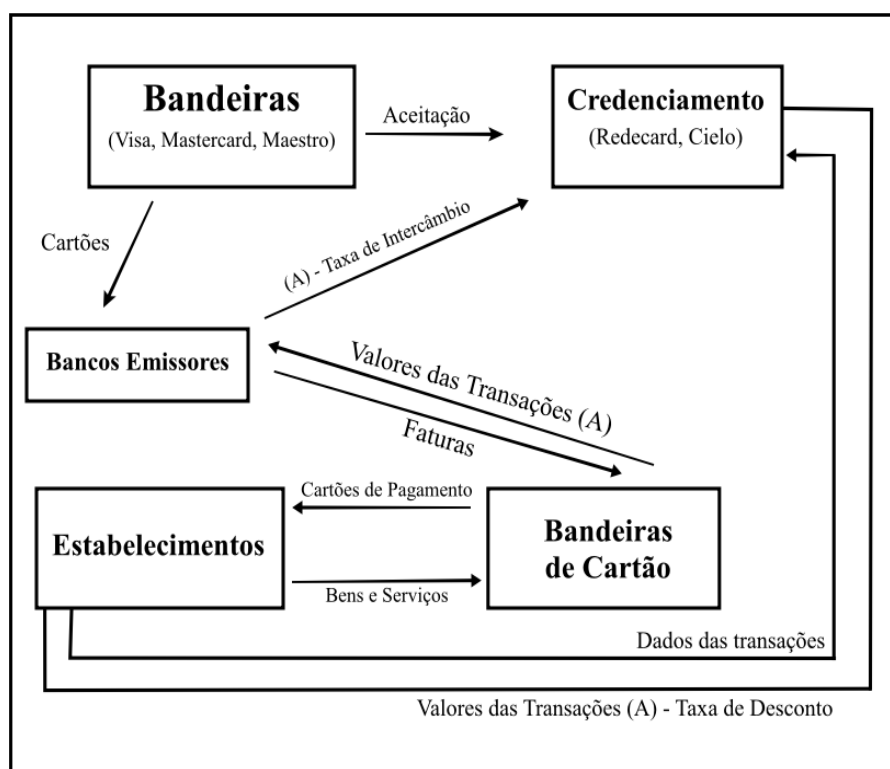 Bandeiras
(Visa, Mastercard, Maestro)
Aceitação
Credenciamento
(Redecard, Cielo)
Cartões
(A) - Taxa de Intercâmbio
Bancos Emissores
Valores das Transações (A)
Faturas
Estabelecimentos
Cartões de Pagamento
Bens e Serviços
Bandeiras
de Cartão
Dados das transações
Valores das Transações (A) - Taxa de Desconto